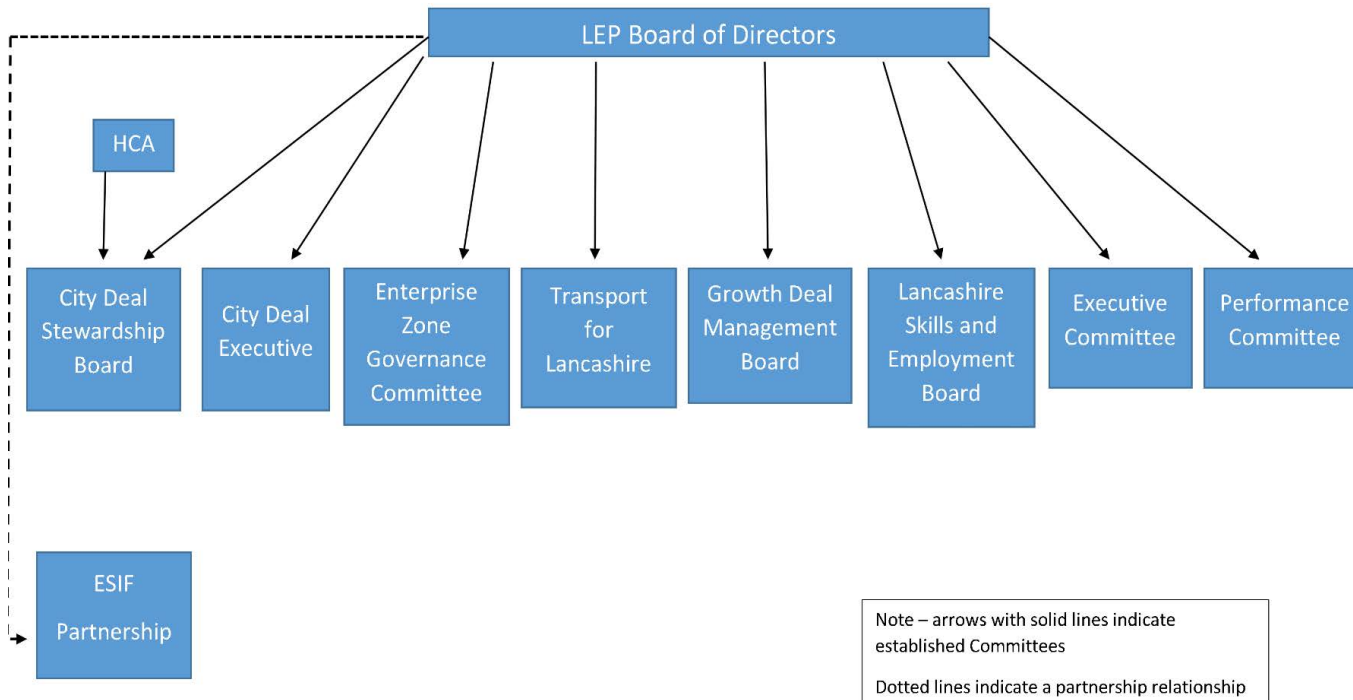 LEP Board of Directors
HCA
City Deal
Stewardship
Board
City Deal
Executive
Enterprise
Zone
Governance
Committee
Transport
for
Lancashire
Growth Deal
Management
Board
Lancashire
Skills and
Employment
Board
Executive
Committee
Performance
Committee
ESIF
Partnership
Note – arrows with solid lines indicate
established Committees
Dotted lines indicate a partnership relationship